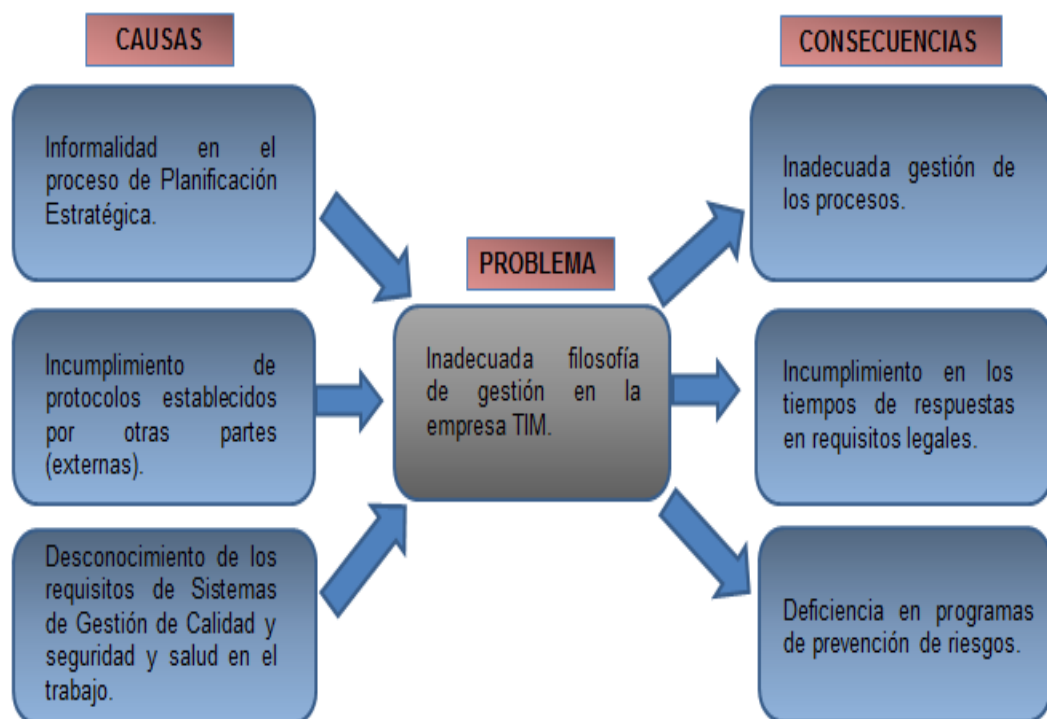 CAUSAS
Informalidad en el
proceso de Planificación
Estratégica.
Incumplimiento de
protocolos establecidos
por otras partes
(externas).
Desconocimiento de los
requisitos de Sistemas
de Gestión de Calidad y
seguridad y salud en el
trabajo.
PROBLEMA
Inadecuada filosofía
de gestión en la
empresa TIM.
CONSECUENCIAS
Inadecuada gestión de
los procesos.
Incumplimiento en los
tiempos de respuestas
en requisitos legales.
Deficiencia en programas
de prevención de riesgos.